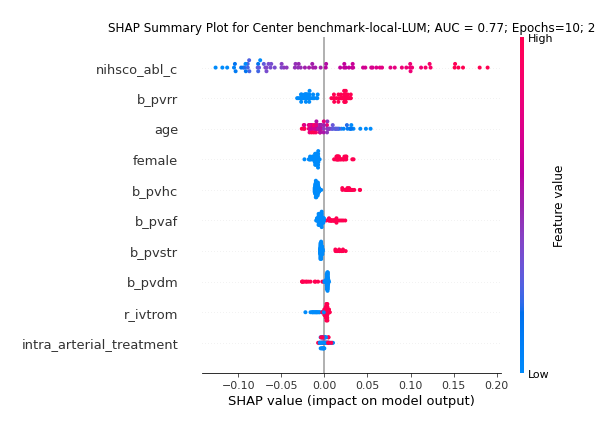 SHAP Summary Plot for Center benchmark-local-LUM; AUC = 0.77; Epochs=10; 2
High
nihsco_abl_c
b_pvrr
age
female
b_pvhc
b_pvaf
b_pvstr
b_pvdm
r_ivtrom
intra_arterial_treatment
Feature value
Low
−0.10 −0.05 0.00 0.05 0.10 0.15 0.20
SHAP value (impact on model output)